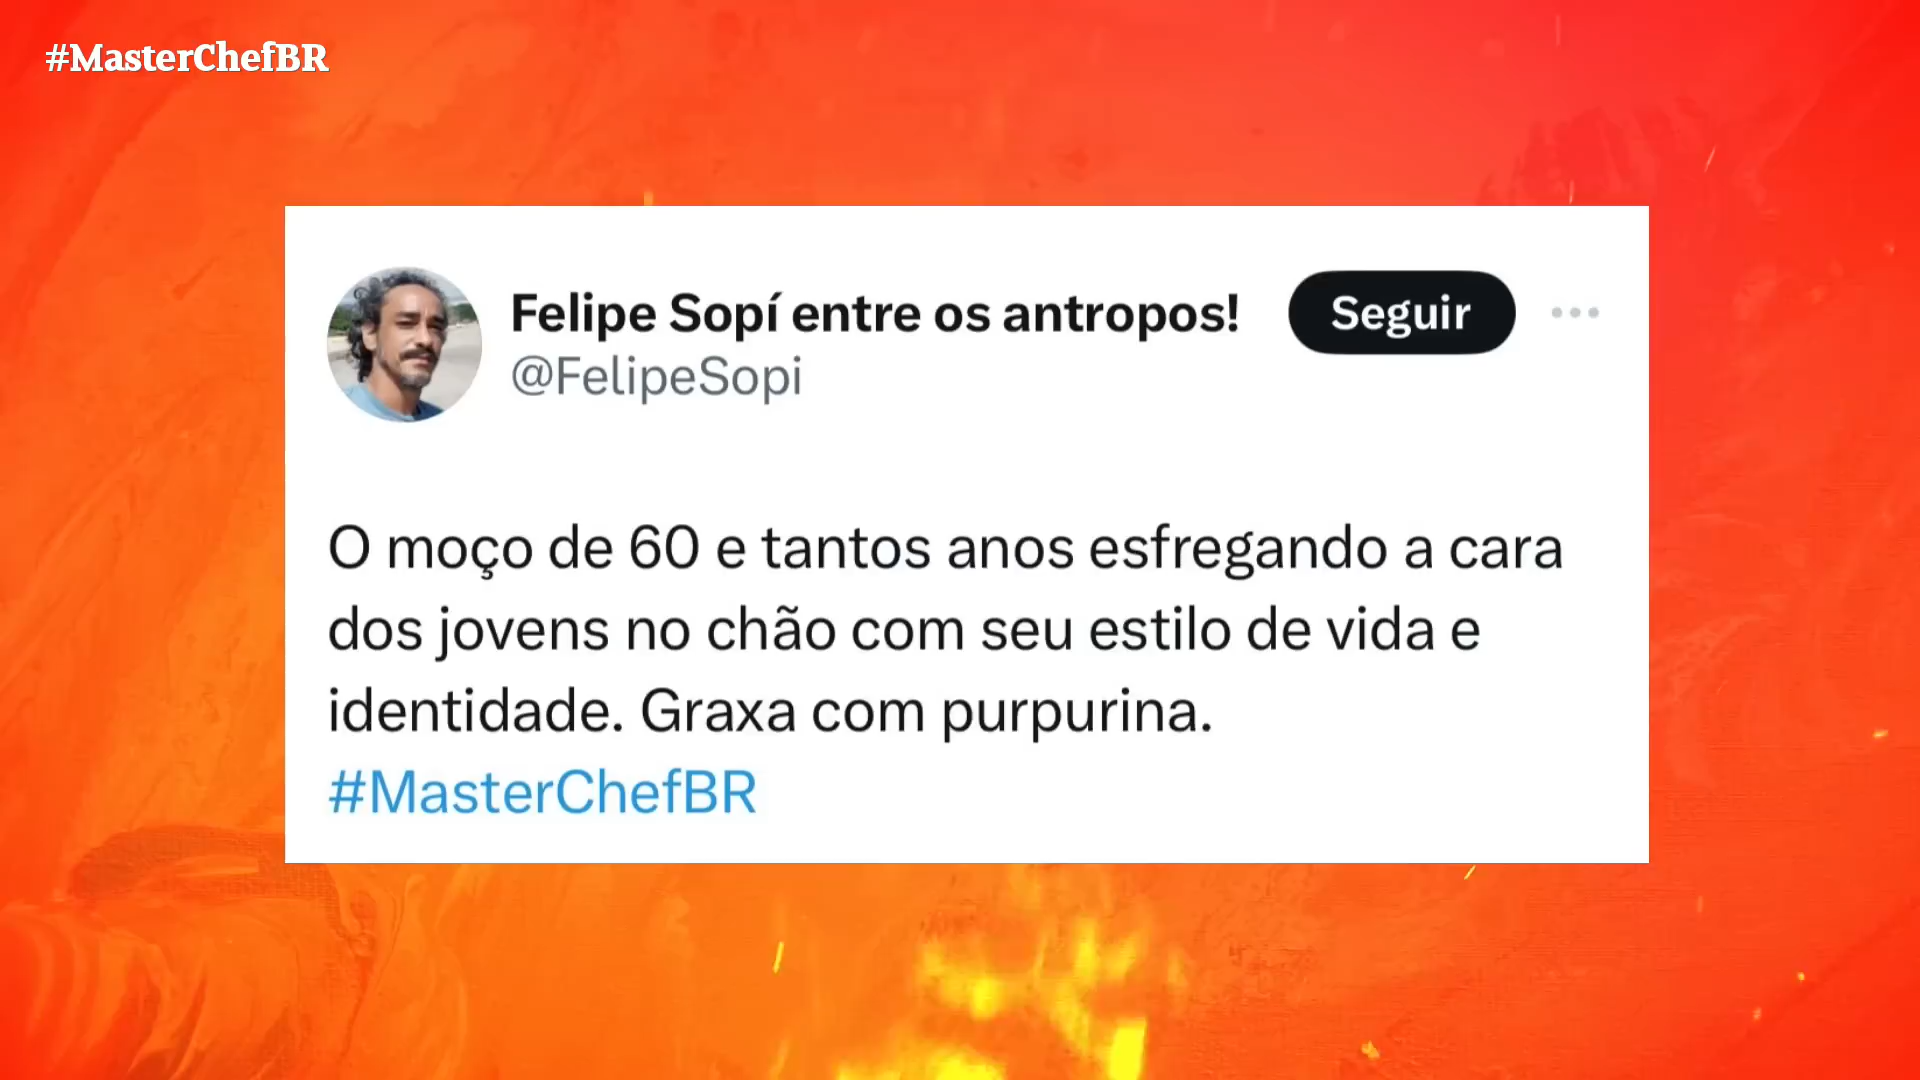 #MasterChefBR
Felipe Sopí entre os antropos!
Seguir
@FelipeSopi
O moço de 60 e tantos anos esfregando a cara
dos jovens no chão com seu estilo de vida e
identidade. Graxa com purpurina.
#MasterChefBR